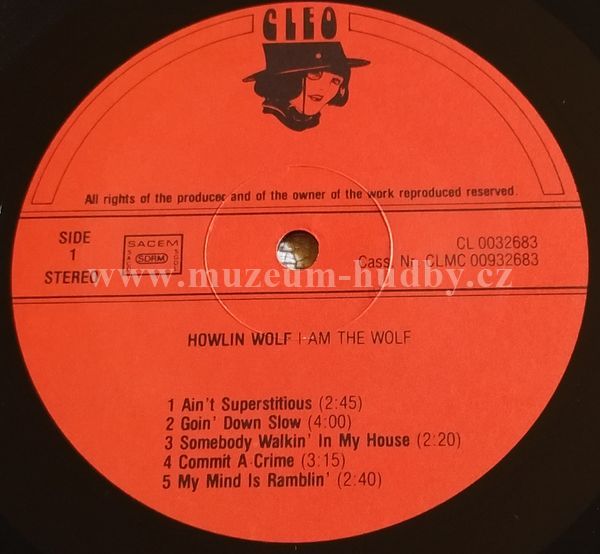 CLEO
All rights of the producer and of the owner of the work reproduced reserved.
SIDE
1
STEREO
SACEM
SDRM
CL 0032683
Cass. Nr. CLMC 00932683
www.muzeum-hudby.cz
HOWLIN WOLF I AM THE WOLF
1 Ain't Superstitious (2:45)
2 Goin' Down Slow (4:00)
3 Somebody Walkin' In My House (2:20)
4 Commit A Crime (3:15)
5 My Mind Is Ramblin' (2:40)